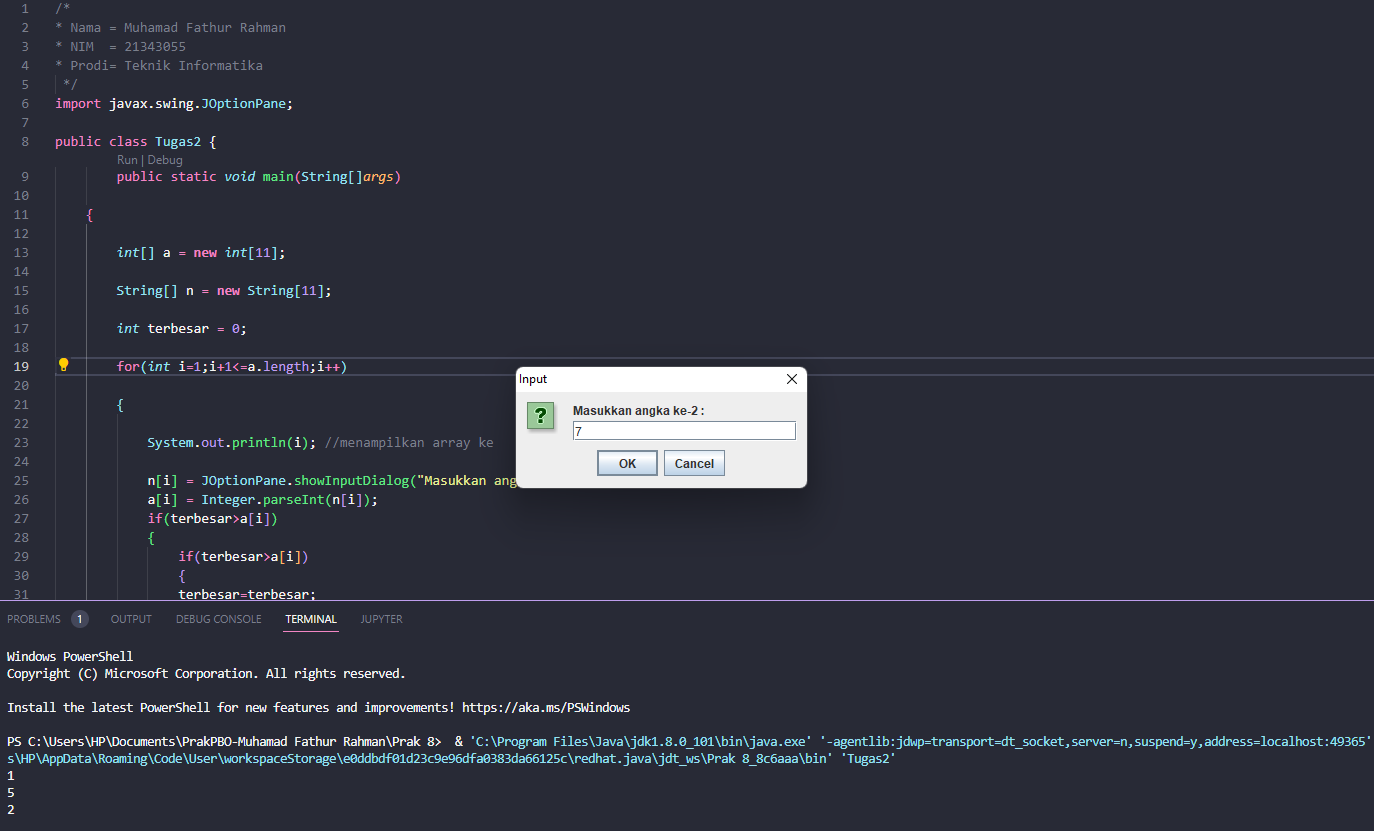 1 /*
2 * Nama = Muhamad Fathur Rahman
3 * NIM  = 21343055
4 * Prodi= Teknik Informatika
5 */
6 import javax.swing.JOptionPane;
7
8 public class Tugas2 {
Run | Debug
9 public static void main(String[]args)
10
11 {
12
13 int[] a = new int[11];
14
15 String[] n = new String[11];
16
17 int terbesar = 0;
18
19 for(int i=1;i+1<=a.length;i++)
20
21 {
22
23 System.out.println(i); //menampilkan array ke
24
25 n[i] = JOptionPane.showInputDialog("Masukkan ang
26 a[i] = Integer.parseInt(n[i]);
27 if(terbesar>a[i])
28 {
29 if(terbesar>a[i])
30 {
31 terbesar=terbesar;
Input
Masukkan angka ke-2 :
7
OK Cancel
PROBLEMS 1 OUTPUT DEBUG CONSOLE TERMINAL JUPYTER
Windows PowerShell
Copyright (C) Microsoft Corporation. All rights reserved.
Install the latest PowerShell for new features and improvements! https://aka.ms/PSWindows
PS C:\Users\HP\Documents\PrakPBO-Muhamad Fathur Rahman\Prak 8>  & 'C:\Program Files\Java\jdk1.8.0_101\bin\java.exe' '-agentlib:jdwp=transport=dt_socket,server=n,suspend=y,address=localhost:49365'
s\HP\AppData\Roaming\Code\User\workspaceStorage\e0ddbdf01d23c9e96dfa0383da66125c\redhat.java\jdt_ws\Prak 8_8c6aaa\bin' 'Tugas2'
1
5
2